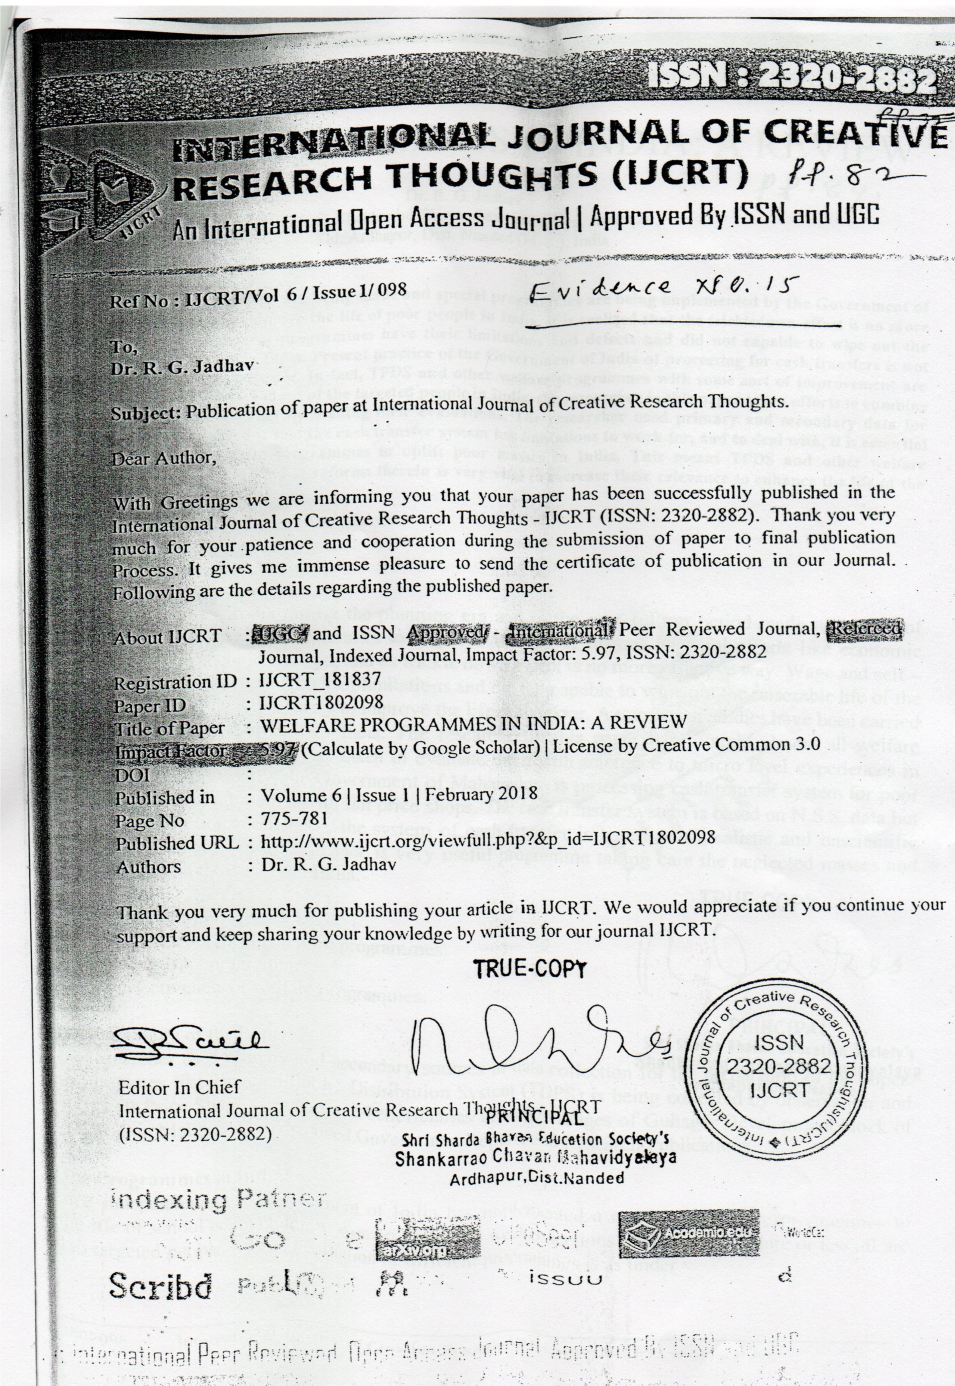 ISSN : 2320-2882
INTERNATIONAL JOURNAL OF CREATIVE
RESEARCH THOUGHTS (IJCRT) PP. 82
An International Open Access Journal | Approved By ISSN and UGC
IJCRT
Ref No : IJCRT/Vol 6 / Issue 1/ 098
Evidence No. 15
To,
Dr. R. G. Jadhav
Subject: Publication of paper at International Journal of Creative Research Thoughts.
Dear Author,
With Greetings we are informing you that your paper has been successfully published in the
International Journal of Creative Research Thoughts - IJCRT (ISSN: 2320-2882). Thank you very
much for your patience and cooperation during the submission of paper to final publication
Process. It gives me immense pleasure to send the certificate of publication in our Journal.
Following are the details regarding the published paper.
About IJCRT : UGC and ISSN Approved - International Peer Reviewed Journal, Refereed
Journal, Indexed Journal, Impact Factor: 5.97, ISSN: 2320-2882
Registration ID : IJCRT_181837
Paper ID : IJCRT1802098
Title of Paper : WELFARE PROGRAMMES IN INDIA: A REVIEW
Impact Factor : 5.97 (Calculate by Google Scholar) | License by Creative Common 3.0
DOI :
Published in : Volume 6 | Issue 1 | February 2018
Page No : 775-781
Published URL : http://www.ijcrt.org/viewfull.php?&p_id=IJCRT1802098
Authors : Dr. R. G. Jadhav
Thank you very much for publishing your article in IJCRT. We would appreciate if you continue your
support and keep sharing your knowledge by writing for our journal IJCRT.
TRUE-COPY
International Journal of Creative Research Thoughts (IJCRT)
ISSN
2320-2882
IJCRT
Editor In Chief
International Journal of Creative Research Thoughts - IJCRT
(ISSN: 2320-2882)
PRINCIPAL
Shri Sharda Bhavan Education Society's
Shankarrao Chavan Mahavidyalaya
Ardhapur,Dist.Nanded
Indexing Patner
arXiv.org
Academia.edu
Scribd
issuu
International Peer Reviewed Open Access Journal Approved By ISSN and UGC